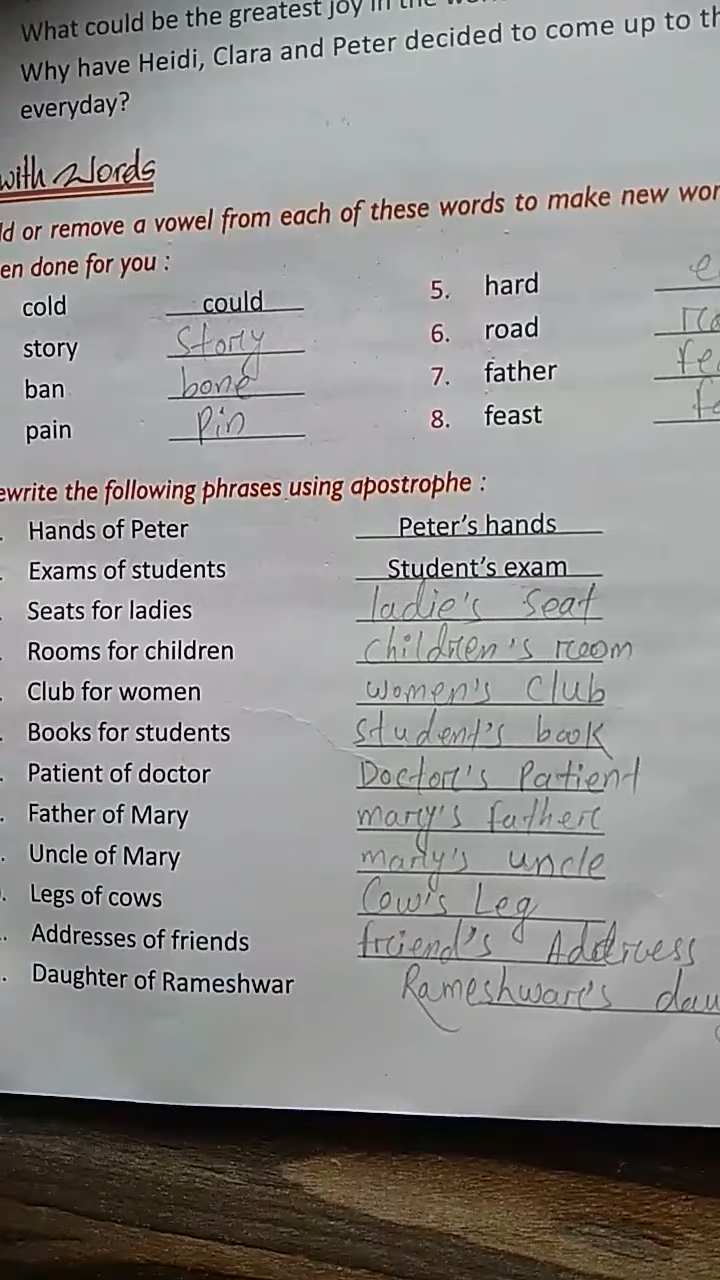 What could be the greatest joy in the
Why have Heidi, Clara and Peter decided to come up to th
everyday?
with Words
ld or remove a vowel from each of these words to make new wor
en done for you :
cold could 5. hard e
story story 6. road ro
ban bone 7. father fe
pain Pin 8. feast fa
ewrite the following phrases using apostrophe :
Hands of Peter Peter's hands
Exams of students Student's exam
Seats for ladies ladie's Seat
Rooms for children children's room
Club for women women's Club
Books for students student's book
Patient of doctor Doctor's Patient
Father of Mary mary's father
Uncle of Mary mary's uncle
Legs of cows Cow's Leg
Addresses of friends friend's Address
Daughter of Rameshwar Rameshwar's dau